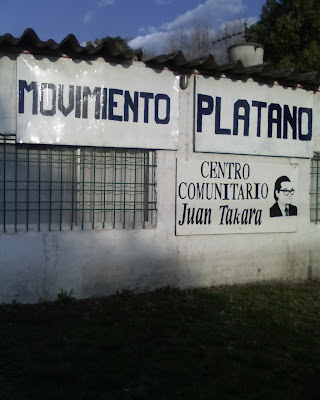 MOVIMIENTO
PLATANO
CENTRO
COMUNITARIO
Juan Takara